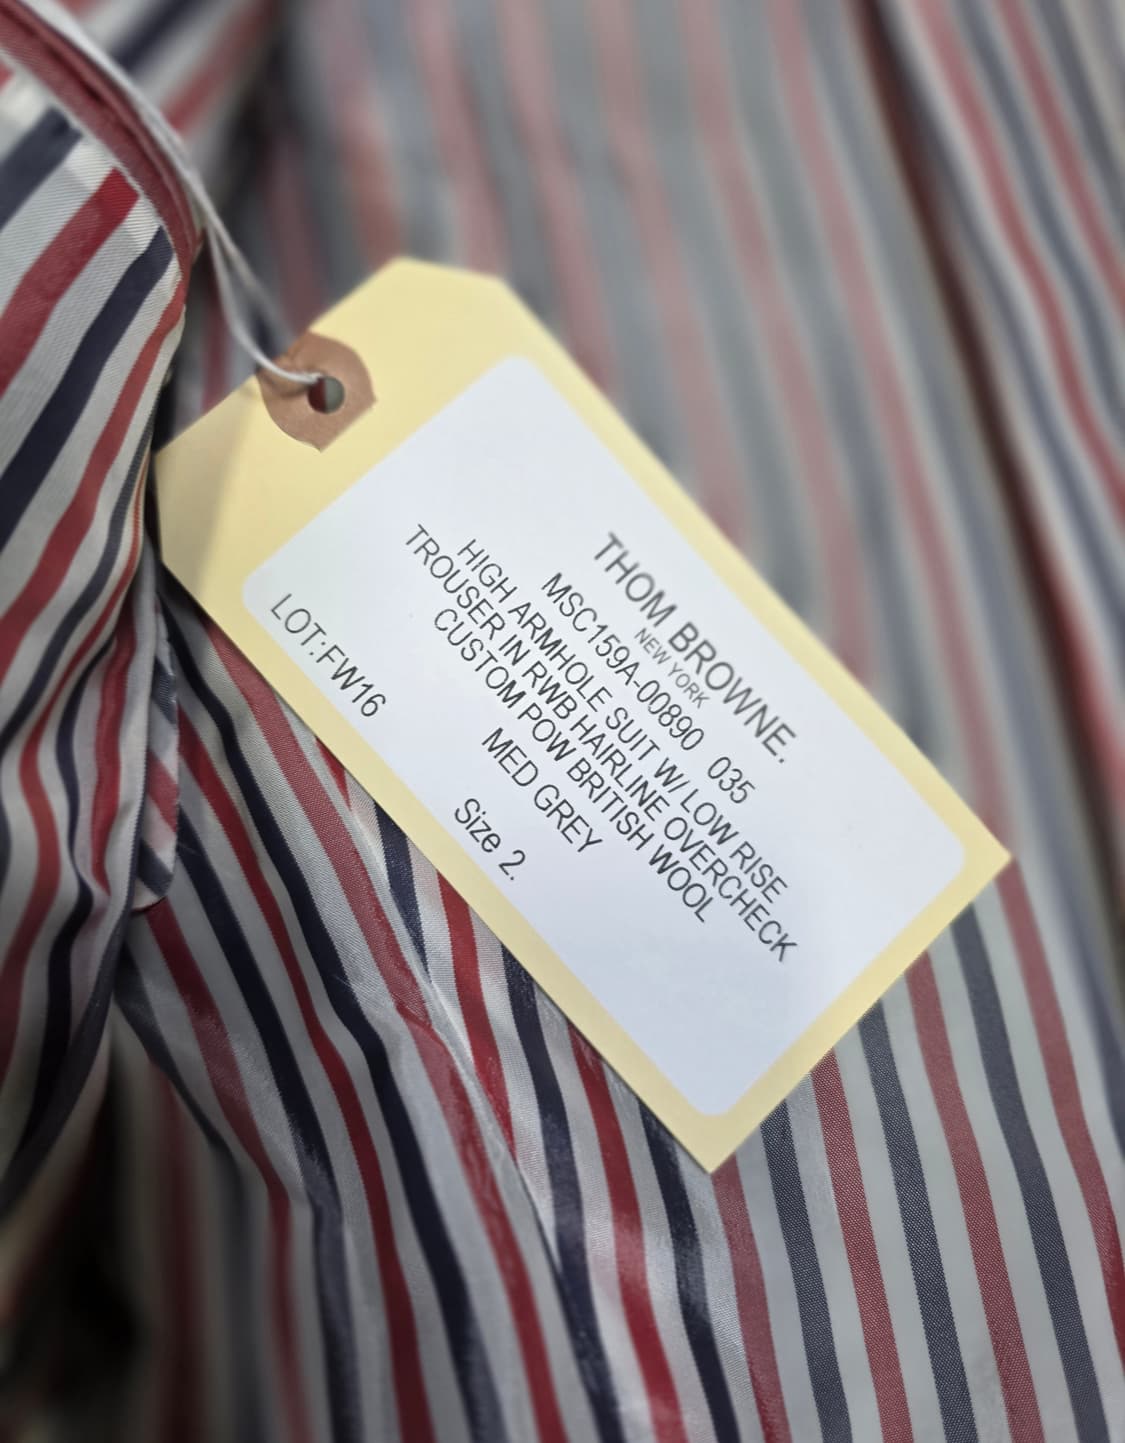 THOM BROWNE.
NEW YORK
MSC159A-00890 035
HIGH ARMHOLE SUIT W/ LOW RISE
TROUSER IN RWB HAIRLINE OVERCHECK
CUSTOM POW BRITISH WOOL
MED GREY
Size 2.
LOT:FW16